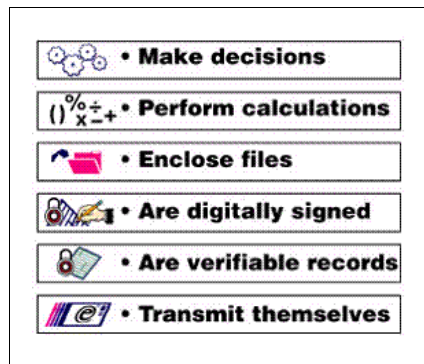 • Make decisions
( ) % ÷ x – + • Perform calculations
• Enclose files
• Are digitally signed
• Are verifiable records
e • Transmit themselves